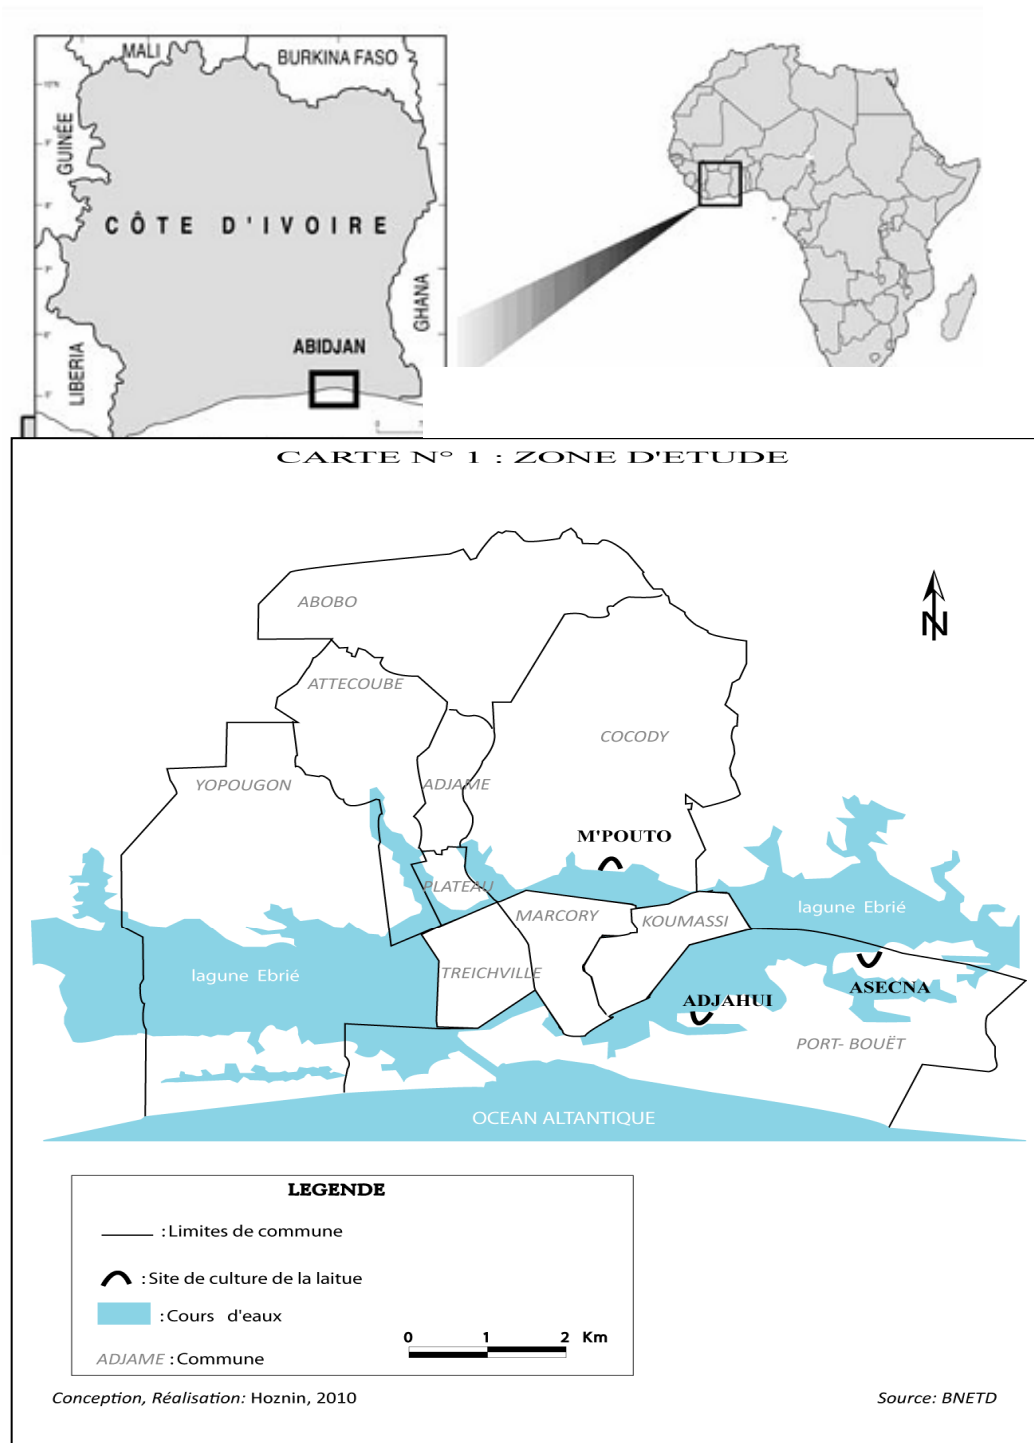 MALI
BURKINA FASO
GUINÉE
CÔTE D'IVOIRE
GHANA
LIBERIA
ABIDJAN
0
CARTE N° 1 : ZONE D'ETUDE
ABOBO
N
ATTECOUBE
COCODY
YOPOUGON
ADJAME
M'POUTO
PLATEAU
MARCORY
KOUMASSI
lagune Ebrié
lagune Ebrié
TREICHVILLE
ADJAHUI
ASECNA
PORT- BOUËT
OCEAN ALTANTIQUE
LEGENDE
: Limites de commune
: Site de culture de la laitue
: Cours d'eaux
0 1 2 Km
ADJAME : Commune
Conception, Réalisation: Hoznin, 2010
Source: BNETD